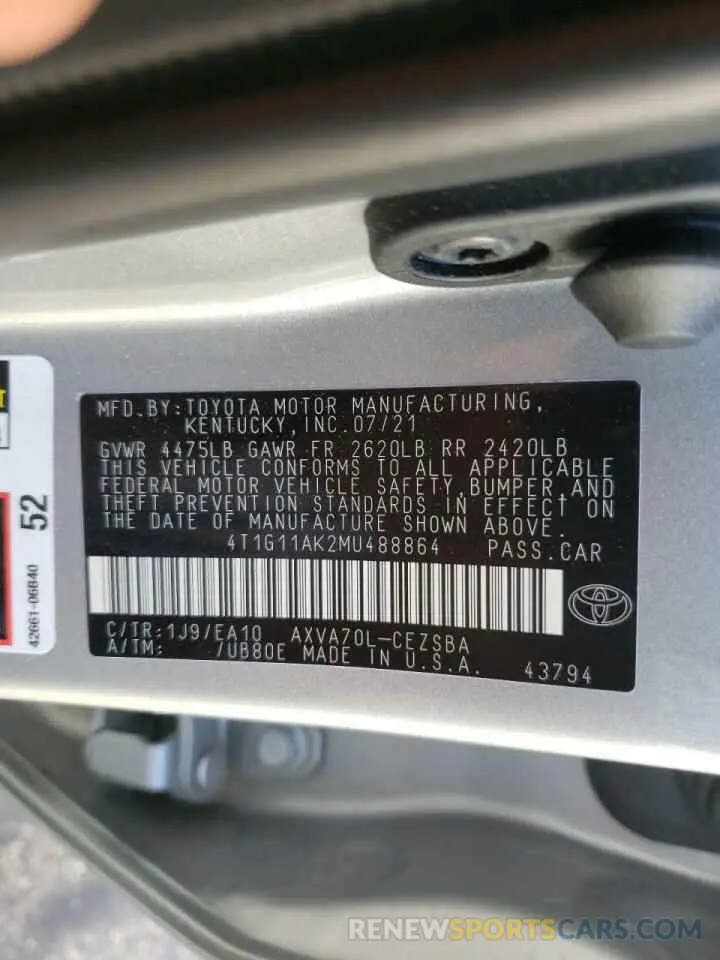 MFD.BY:TOYOTA MOTOR MANUFACTURING,
KENTUCKY,INC.07/21
GVWR 4475LB GAWR FR 2620LB RR 2420LB
THIS VEHICLE CONFORMS TO ALL APPLICABLE
FEDERAL MOTOR VEHICLE SAFETY,BUMPER,AND
THEFT PREVENTION STANDARDS IN EFFECT ON
THE DATE OF MANUFACTURE SHOWN ABOVE.
4T1G11AK2MU488864 PASS.CAR
C/TR:1J9/EA10 AXVA70L-CEZSBA
A/TM: /UB80E MADE IN U.S.A. 43794
52
42661-06B40
RENEWSPORTSCARS.COM